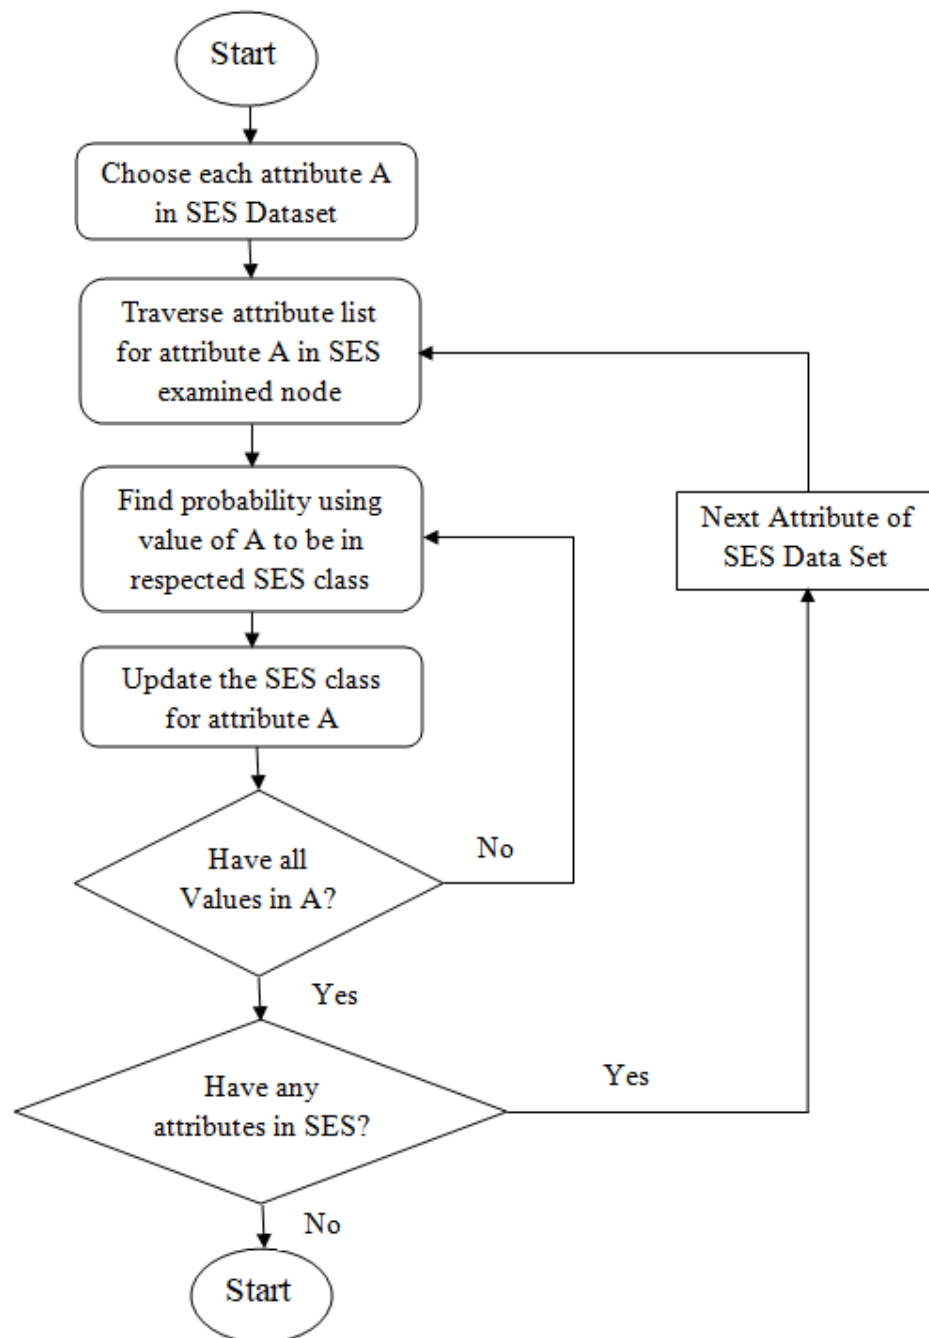 Start
Choose each attribute A
in SES Dataset
Traverse attribute list
for attribute A in SES
examined node
Find probability using
value of A to be in
respected SES class
Next Attribute of
SES Data Set
Update the SES class
for attribute A
Have all
Values in A?
No
Yes
Have any
attributes in SES?
Yes
No
Start